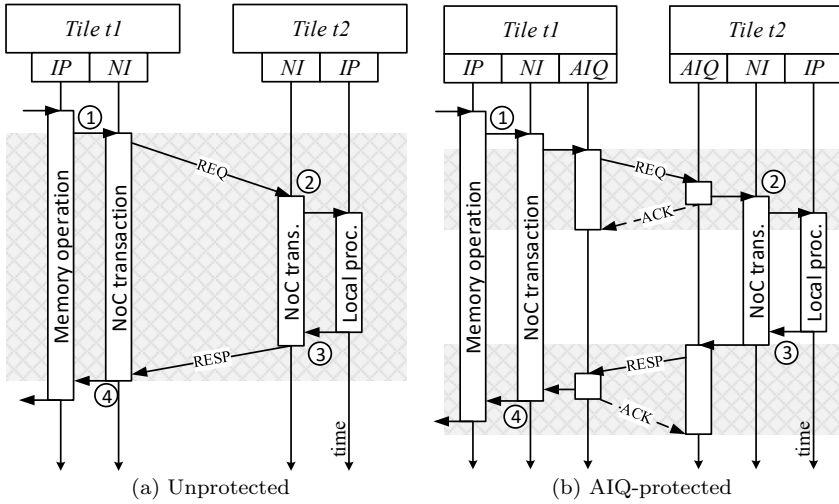 Tile t1
Tile t2
IP
NI
NI
IP
①
Memory operation
NoC transaction
REQ
②
NoC trans.
Local proc.
RESP
③
④
time
(a) Unprotected
Tile t1
Tile t2
IP
NI
AIQ
AIQ
NI
IP
①
Memory operation
NoC transaction
REQ
ACK
②
NoC trans.
Local proc.
RESP
③
④
ACK
time
(b) AIQ-protected